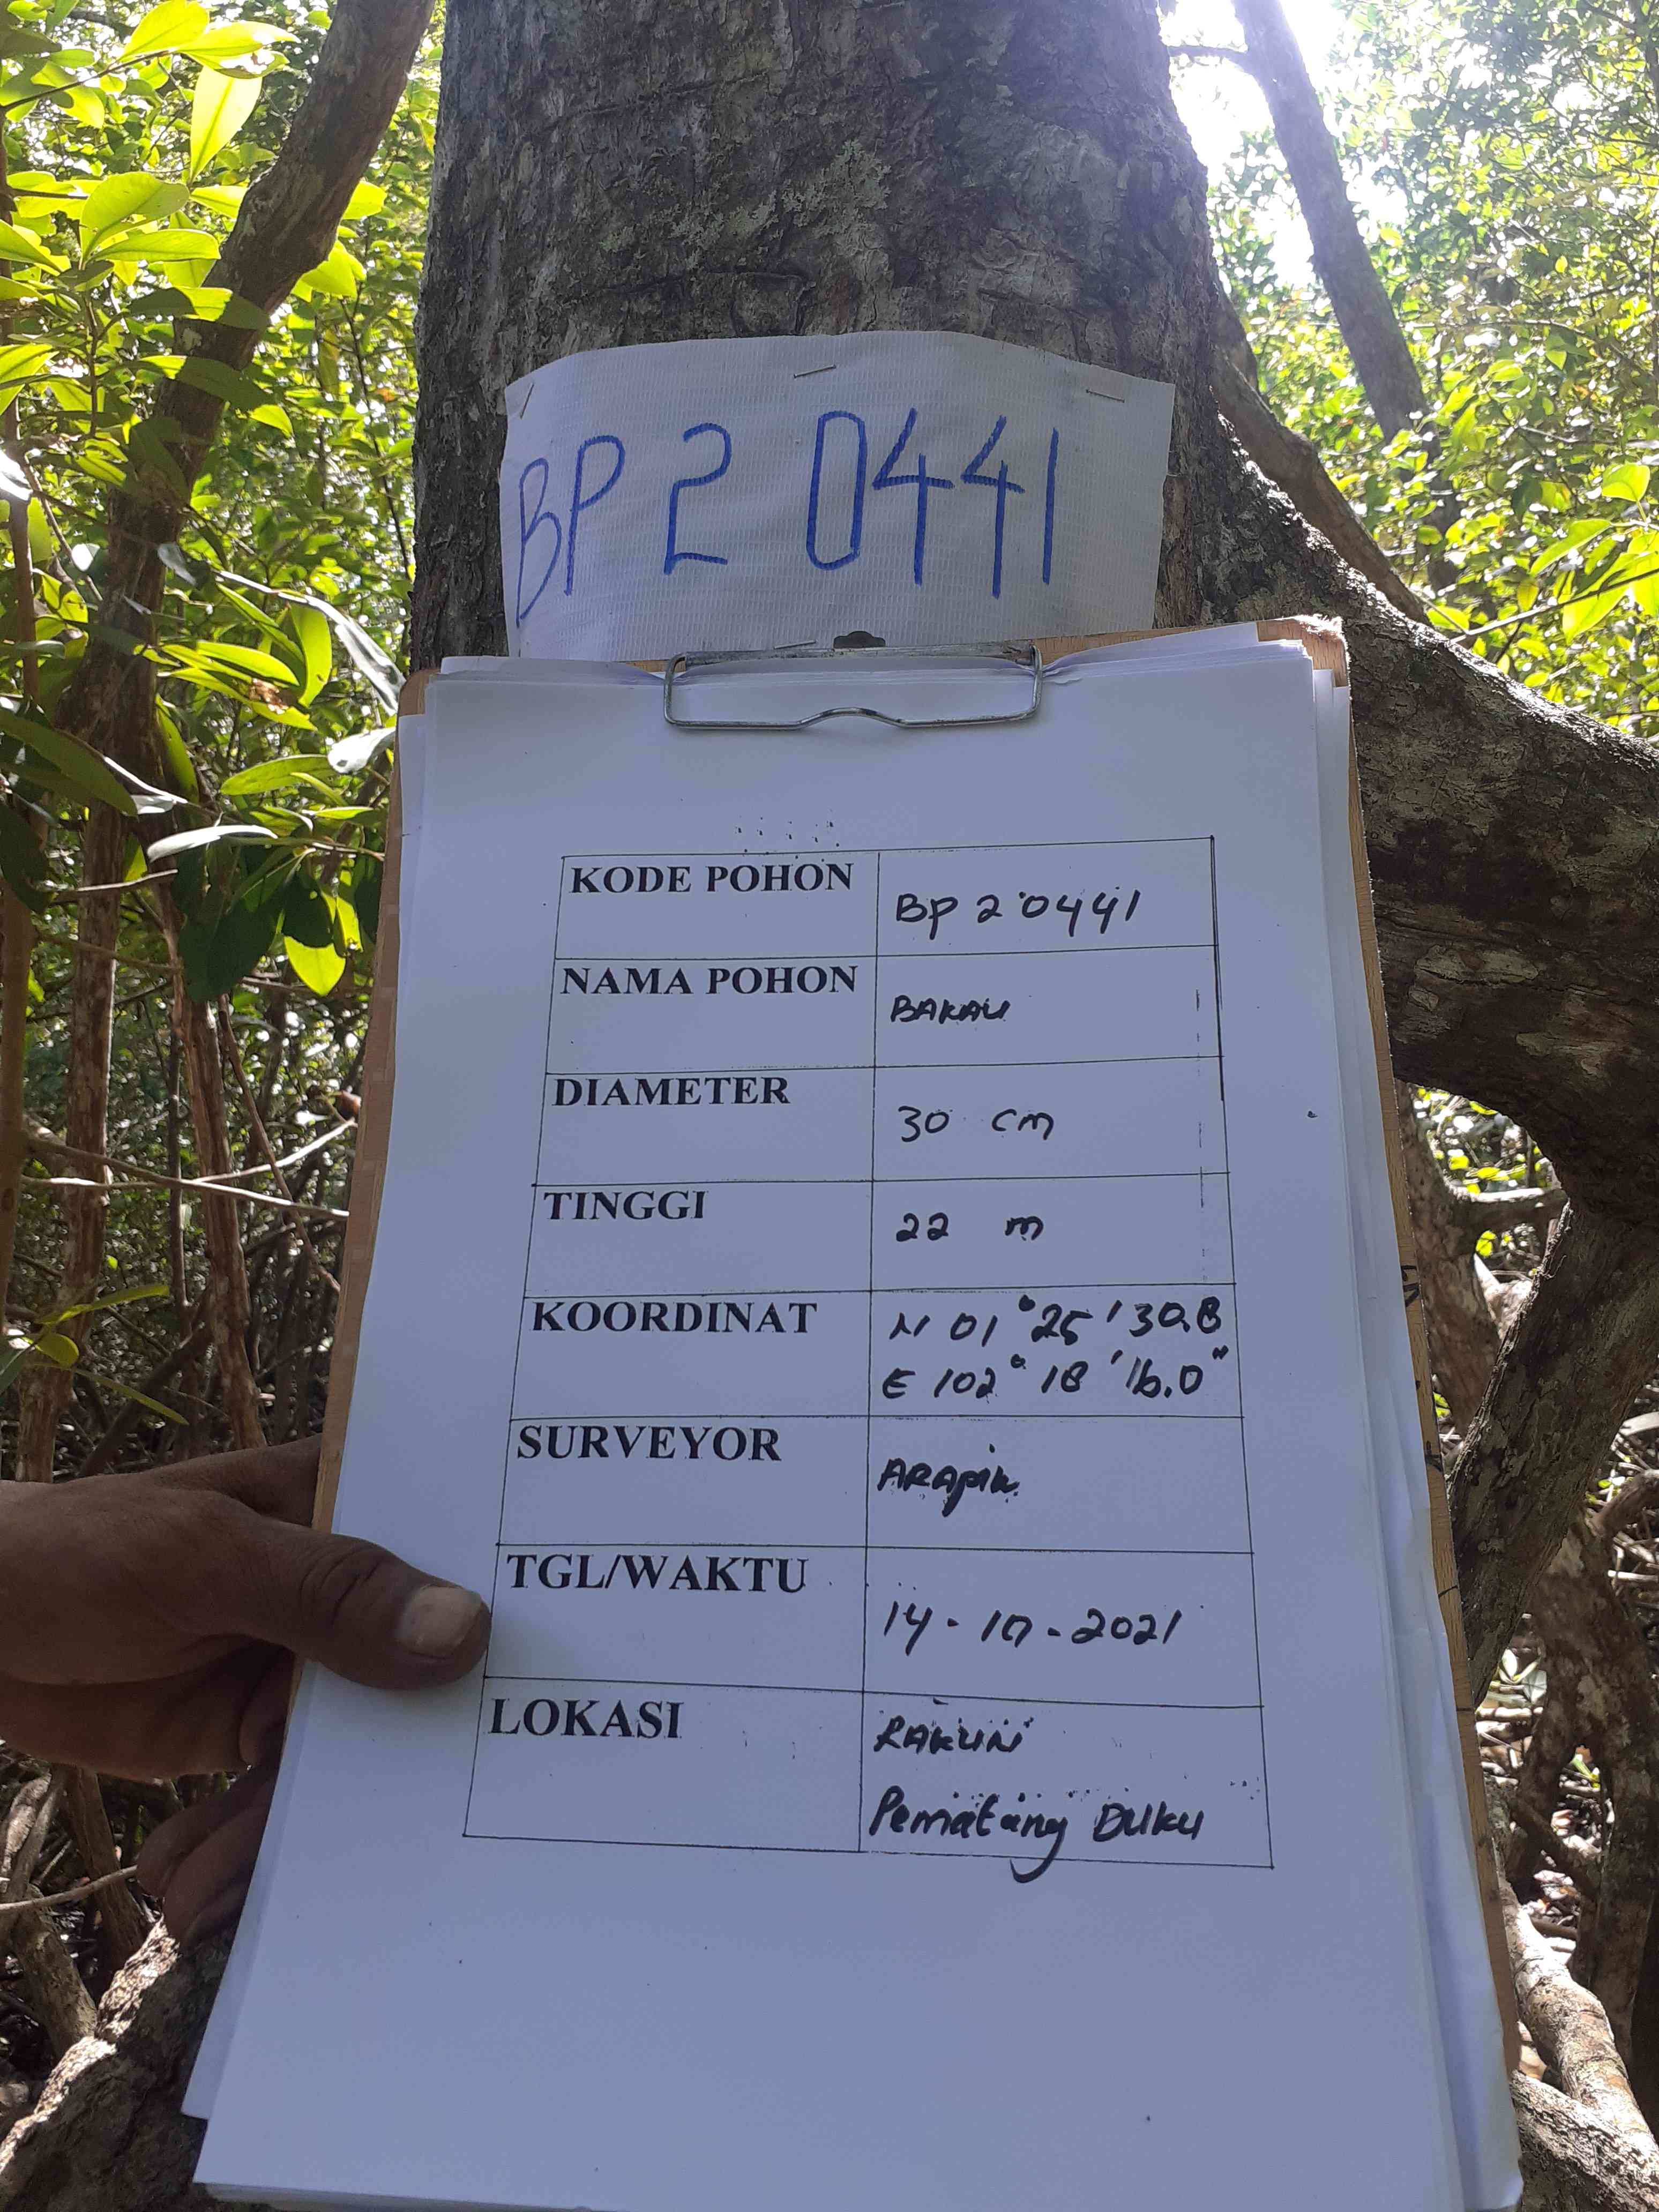 BP 2 0441
KODE POHON
BP 2 0441
NAMA POHON
BAKAU
DIAMETER
30 cm
TINGGI
22 m
KOORDINAT
N 01° 25' 30.8
E 102° 18' 16.0"
SURVEYOR
ARAPIK
TGL/WAKTU
14-10-2021
LOKASI
RAKUN
Pematang Duku